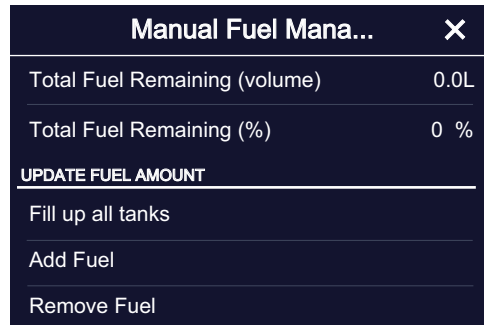 Manual Fuel Mana...
Total Fuel Remaining (volume) 0.0L
Total Fuel Remaining (%) 0 %
UPDATE FUEL AMOUNT
Fill up all tanks
Add Fuel
Remove Fuel